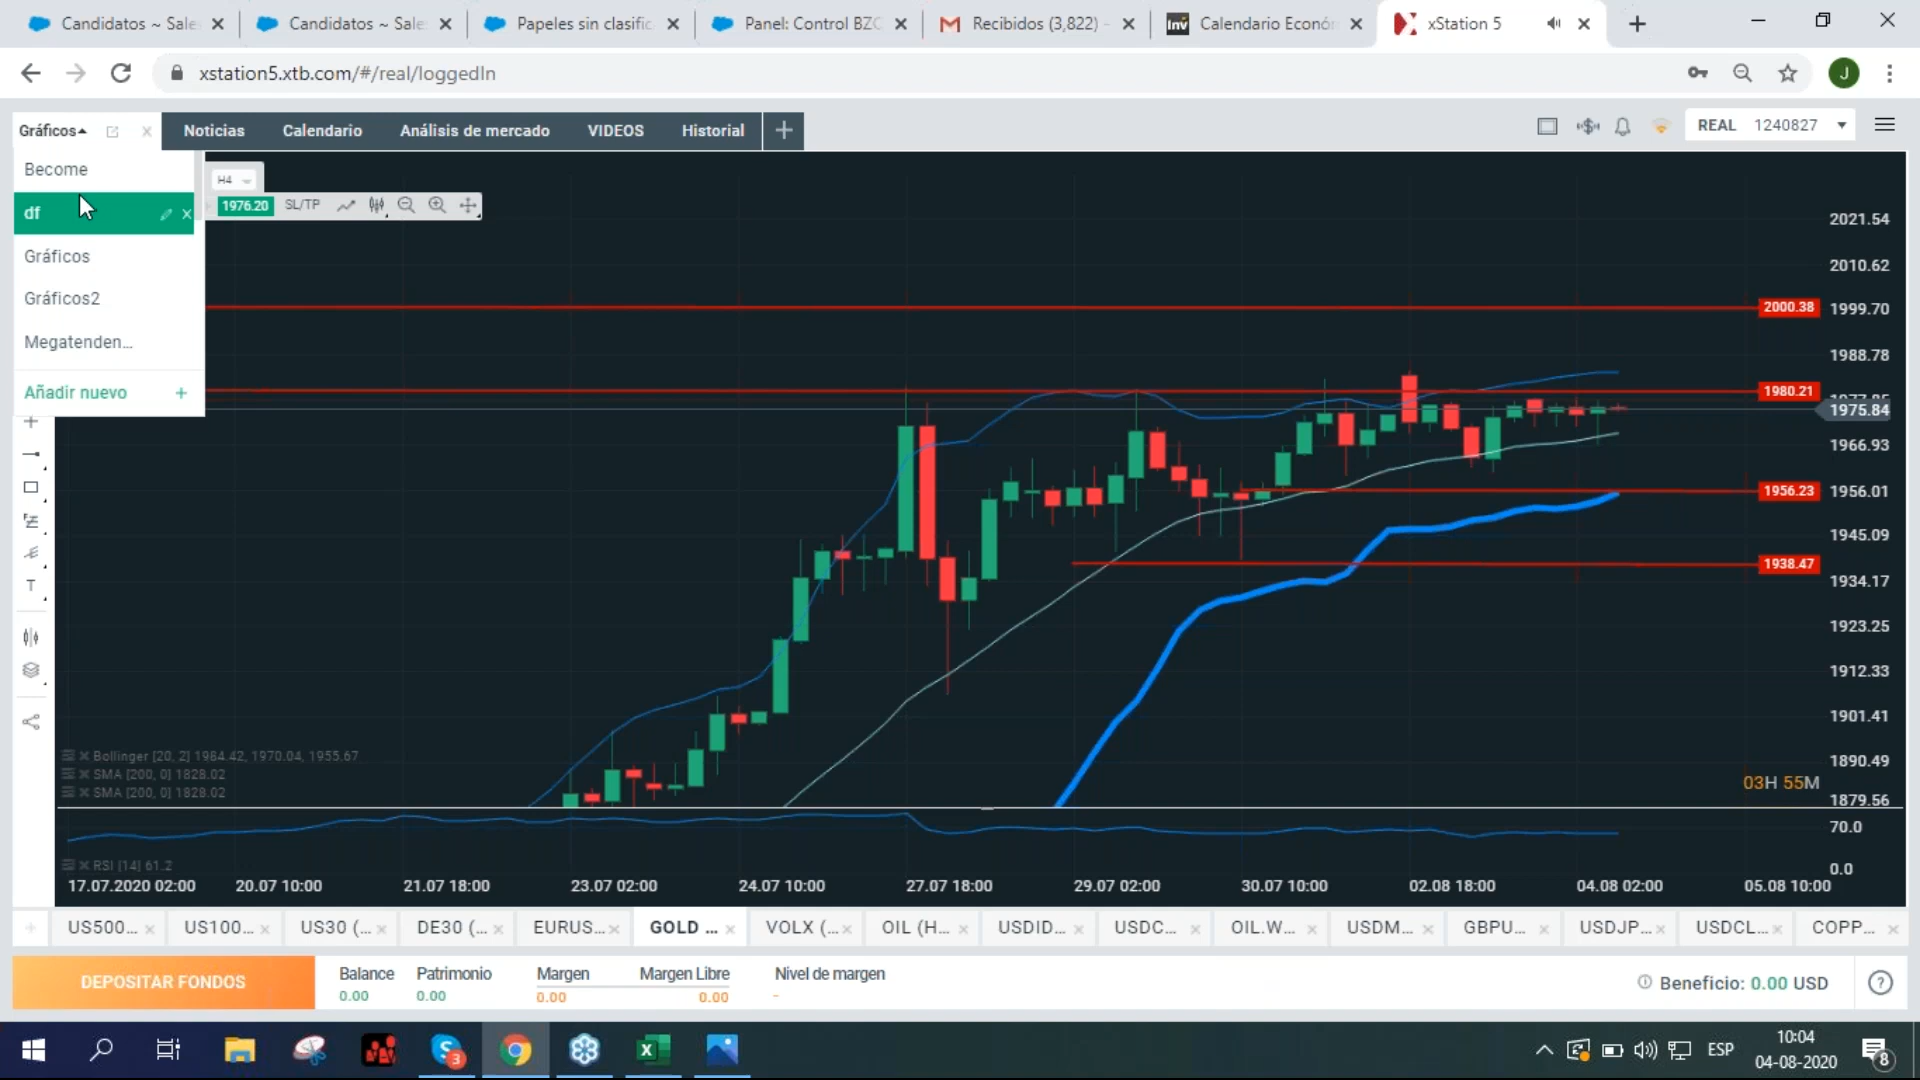 Candidatos ~ Sale
Candidatos ~ Sale
Papeles sin clasific
Panel: Control BZC
Recibidos (3,822) -
Inv
Calendario Econó
xStation 5
xstation5.xtb.com/#/real/loggedIn
J
Gráficos
Noticias
Calendario
Análisis de mercado
VIDEOS
Historial
REAL 1240827
Become
df
Gráficos
Gráficos2
Megatenden...
Añadir nuevo +
H4
1976.20
SL/TP
2021.54
2010.62
2000.38
1999.70
1988.78
1980.21
1975.84
1966.93
1956.23
1956.01
1945.09
1938.47
1934.17
1923.25
1912.33
1901.41
1890.49
1879.56
70.0
0.0
T
Bollinger [20, 2] 1984.42, 1970.04, 1955.67
SMA [200, 0] 1828.02
SMA [200, 0] 1828.02
03H 55M
RSI [14] 61.2
17.07.2020 02:00
20.07 10:00
21.07 18:00
23.07 02:00
24.07 10:00
27.07 18:00
29.07 02:00
30.07 10:00
02.08 18:00
04.08 02:00
05.08 10:00
US500...
US100...
US30 (...
DE30 (...
EURUS...
GOLD ...
VOLX (...
OIL (H...
USDID...
USDC...
OIL.W...
USDM...
GBPU...
USDJP...
USDCL...
COPP...
DEPOSITAR FONDOS
Balance
0.00
Patrimonio
0.00
Margen
0.00
Margen Libre
0.00
Nivel de margen
-
Beneficio: 0.00 USD
?
3
ESP
10:04
04-08-2020
8